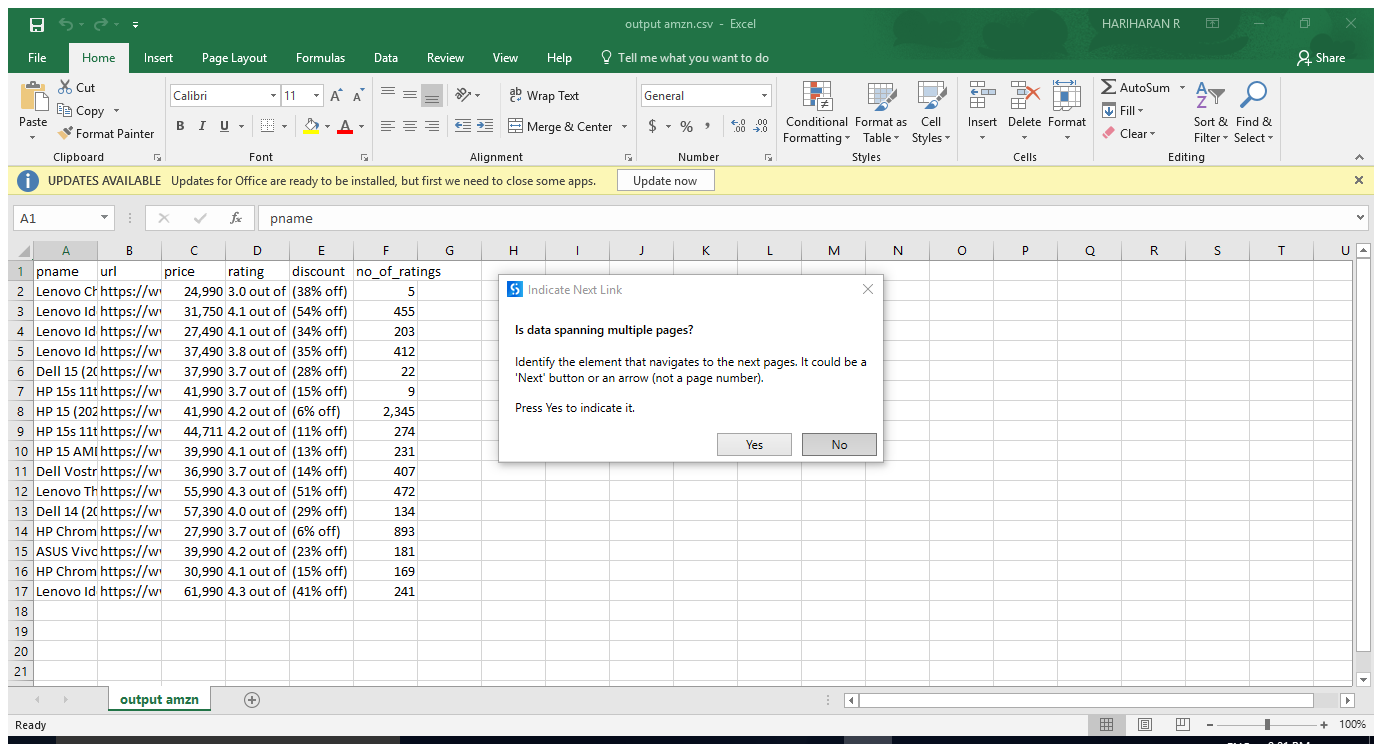 output amzn.csv - Excel
HARIHARAN R
File Home Insert Page Layout Formulas Data Review View Help Tell me what you want to do Share
Paste Cut Copy Format Painter
Calibri 11
B I U
Wrap Text
Merge & Center
General
$ % ,
Conditional Formatting Format as Table Cell Styles
Insert Delete Format
AutoSum Fill Clear
Sort & Filter Find & Select
Clipboard Font Alignment Number Styles Cells Editing
UPDATES AVAILABLE Updates for Office are ready to be installed, but first we need to close some apps. Update now
A1 fx pname
A B C D E F G H I J K L M N O P Q R S T U
1 pname url price rating discount no_of_ratings
2 Lenovo Ch https://w 24,990 3.0 out of (38% off) 5
3 Lenovo Id https://w 31,750 4.1 out of (54% off) 455
4 Lenovo Id https://w 27,490 4.1 out of (34% off) 203
5 Lenovo Id https://w 37,490 3.8 out of (35% off) 412
6 Dell 15 (20 https://w 37,990 3.7 out of (28% off) 22
7 HP 15s 11t https://w 41,990 3.7 out of (15% off) 9
8 HP 15 (202 https://w 41,990 4.2 out of (6% off) 2,345
9 HP 15s 11t https://w 44,711 4.2 out of (11% off) 274
10 HP 15 AMD https://w 39,990 4.1 out of (13% off) 231
11 Dell Vostr https://w 36,990 3.7 out of (14% off) 407
12 Lenovo Th https://w 55,990 4.3 out of (51% off) 472
13 Dell 14 (20 https://w 57,390 4.0 out of (29% off) 134
14 HP Chrom https://w 27,990 3.7 out of (6% off) 893
15 ASUS Vivo https://w 39,990 4.2 out of (23% off) 181
16 HP Chrom https://w 30,990 4.1 out of (15% off) 169
17 Lenovo Id https://w 61,990 4.3 out of (41% off) 241
18
19
20
21
Indicate Next Link
Is data spanning multiple pages?
Identify the element that navigates to the next pages. It could be a
'Next' button or an arrow (not a page number).
Press Yes to indicate it.
Yes No
output amzn
Ready
100%